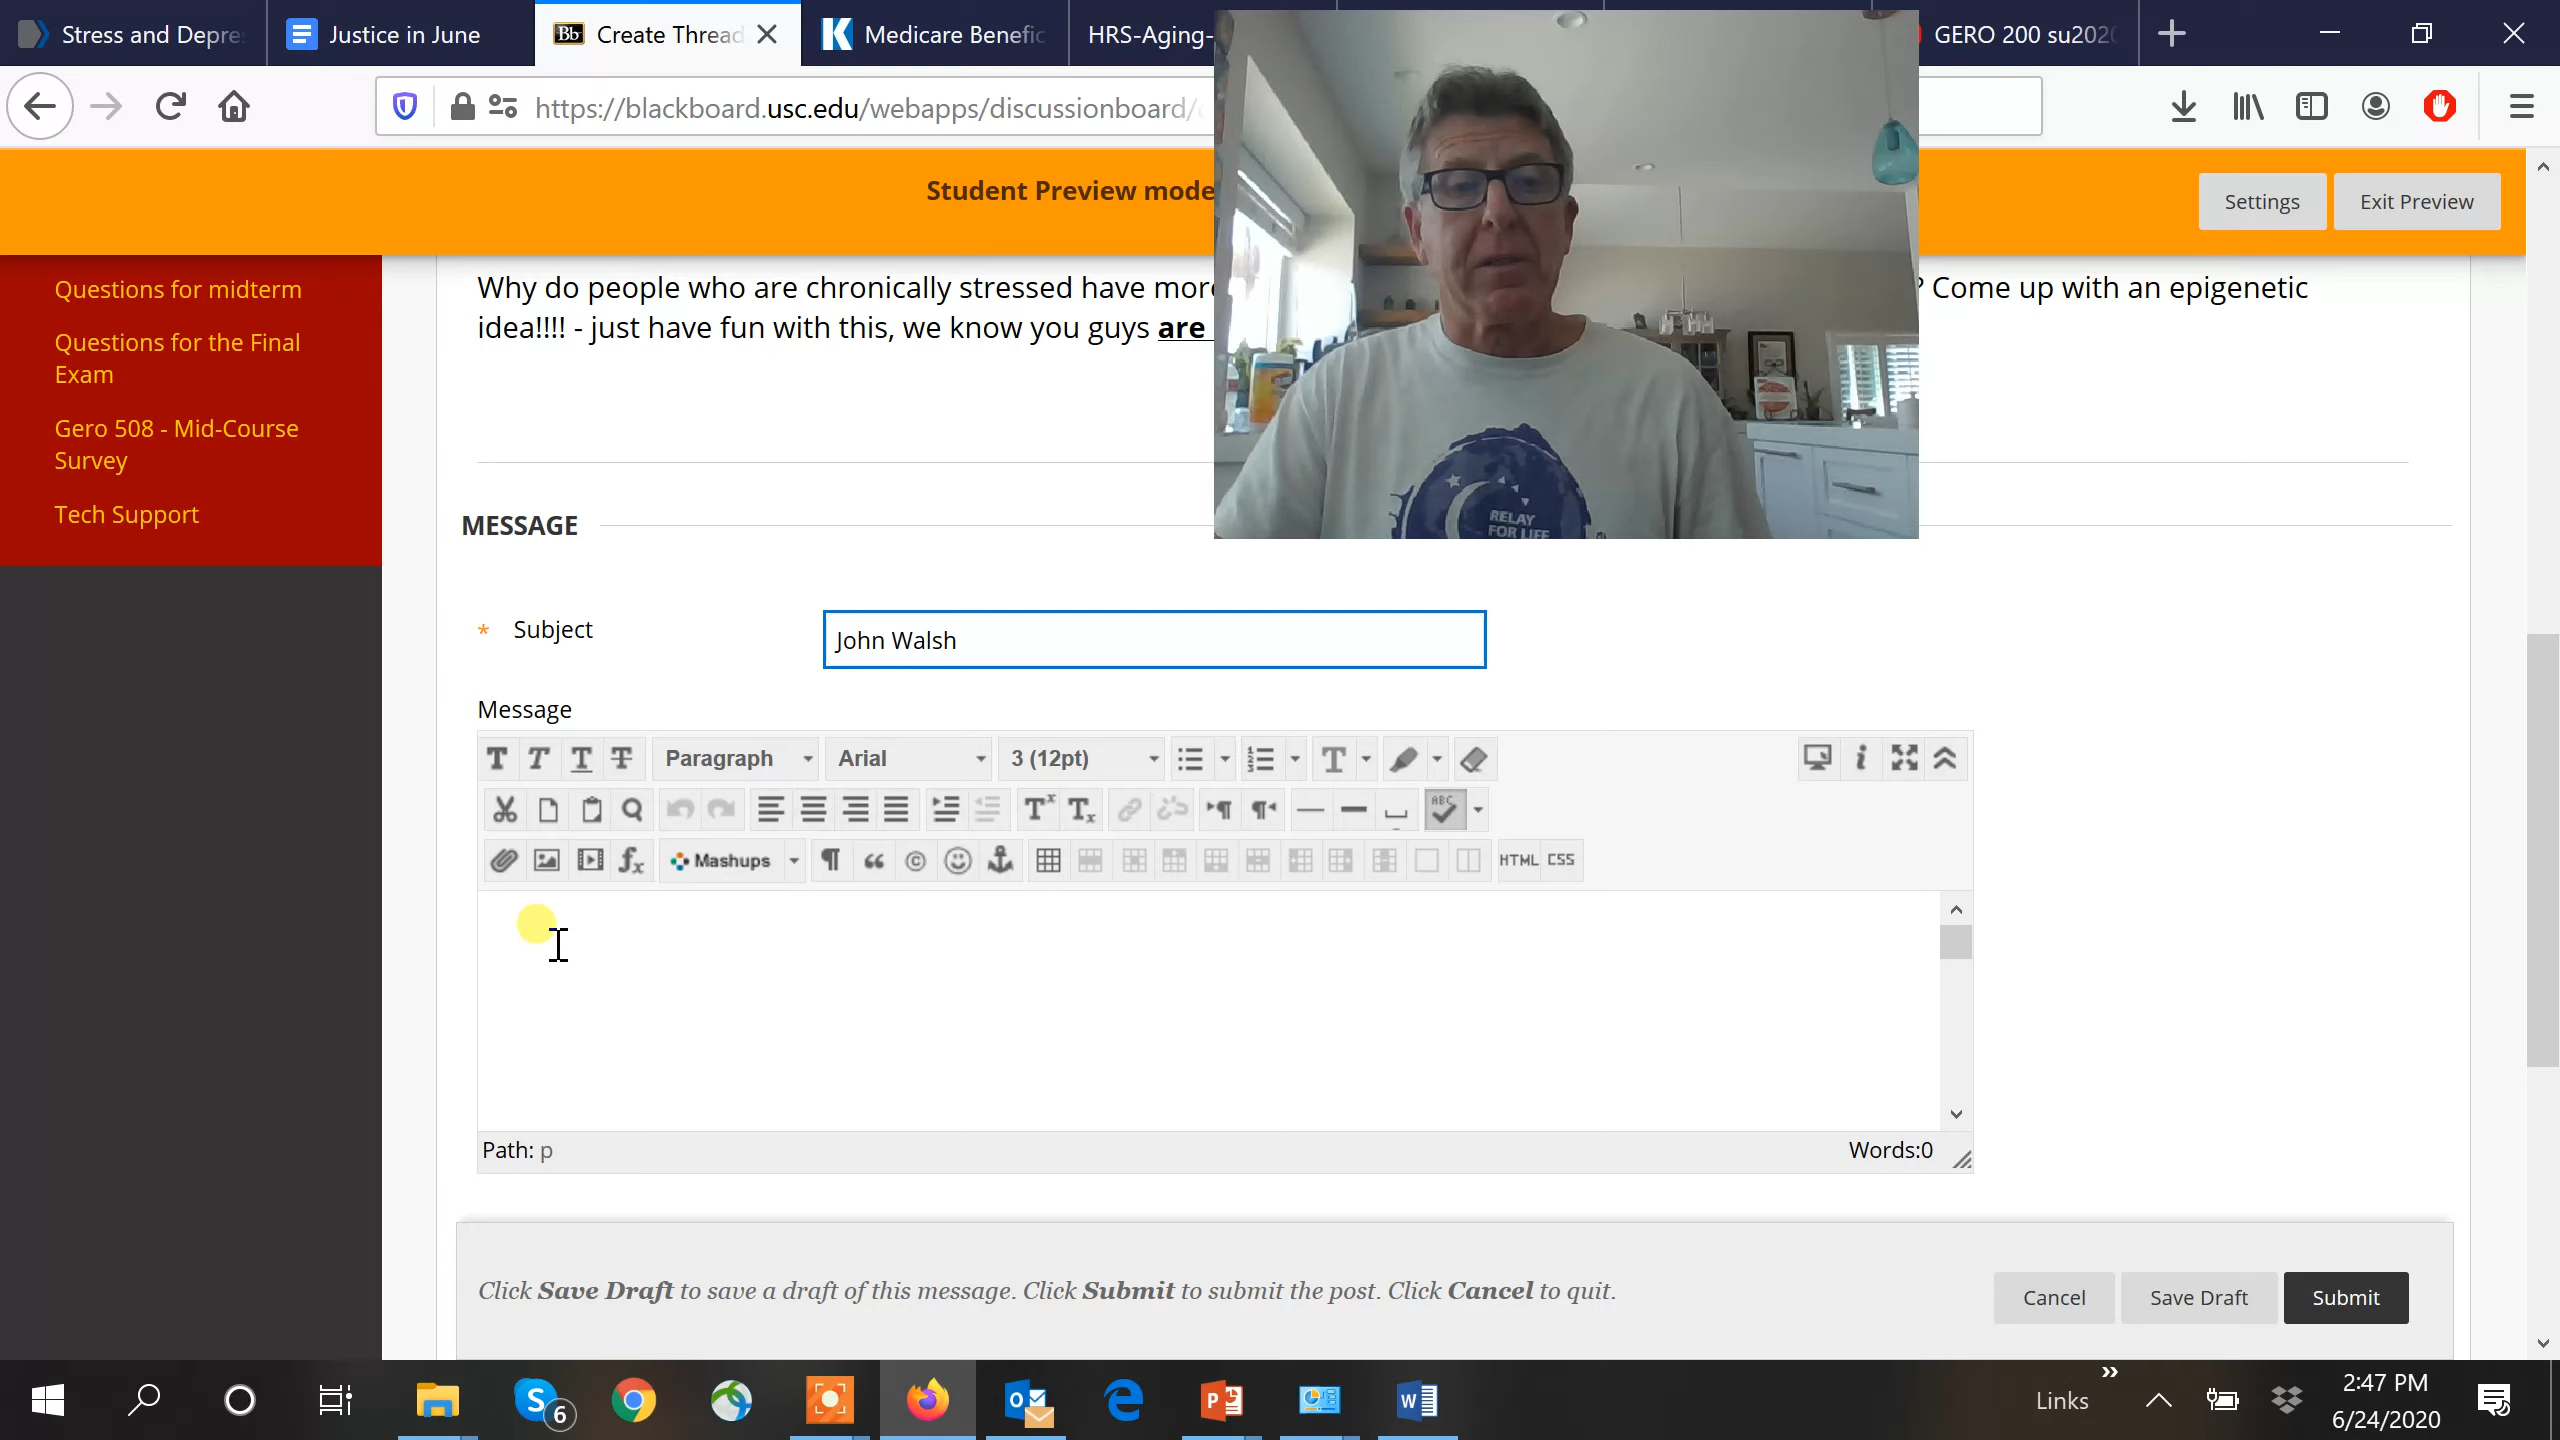 Stress and Depre
Justice in June
Bb Create Thread
K Medicare Benefic
HRS-Aging-
GERO 200 su2020
https://blackboard.usc.edu/webapps/discussionboard/
Student Preview mode
Settings
Exit Preview
Questions for midterm
Questions for the Final
Exam
Gero 508 - Mid-Course
Survey
Tech Support
Why do people who are chronically stressed have more ? Come up with an epigenetic
idea!!!! - just have fun with this, we know you guys are
RELAY
FOR LIFE
MESSAGE
* Subject
John Walsh
Message
T T T T Paragraph Arial 3 (12pt)
ABC
Mashups HTML CSS
Path: p
Words:0
Click Save Draft to save a draft of this message. Click Submit to submit the post. Click Cancel to quit.
Cancel
Save Draft
Submit
6
Links
2:47 PM
6/24/2020